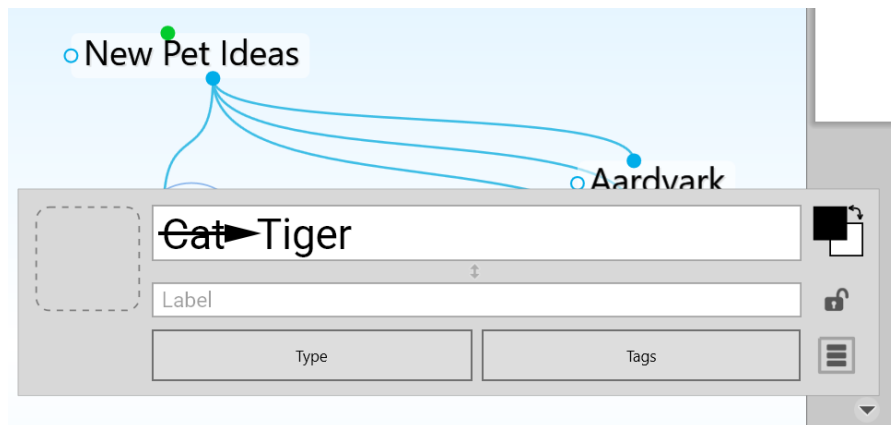 New Pet Ideas
Aardvark
Cat Tiger
Label
Type
Tags